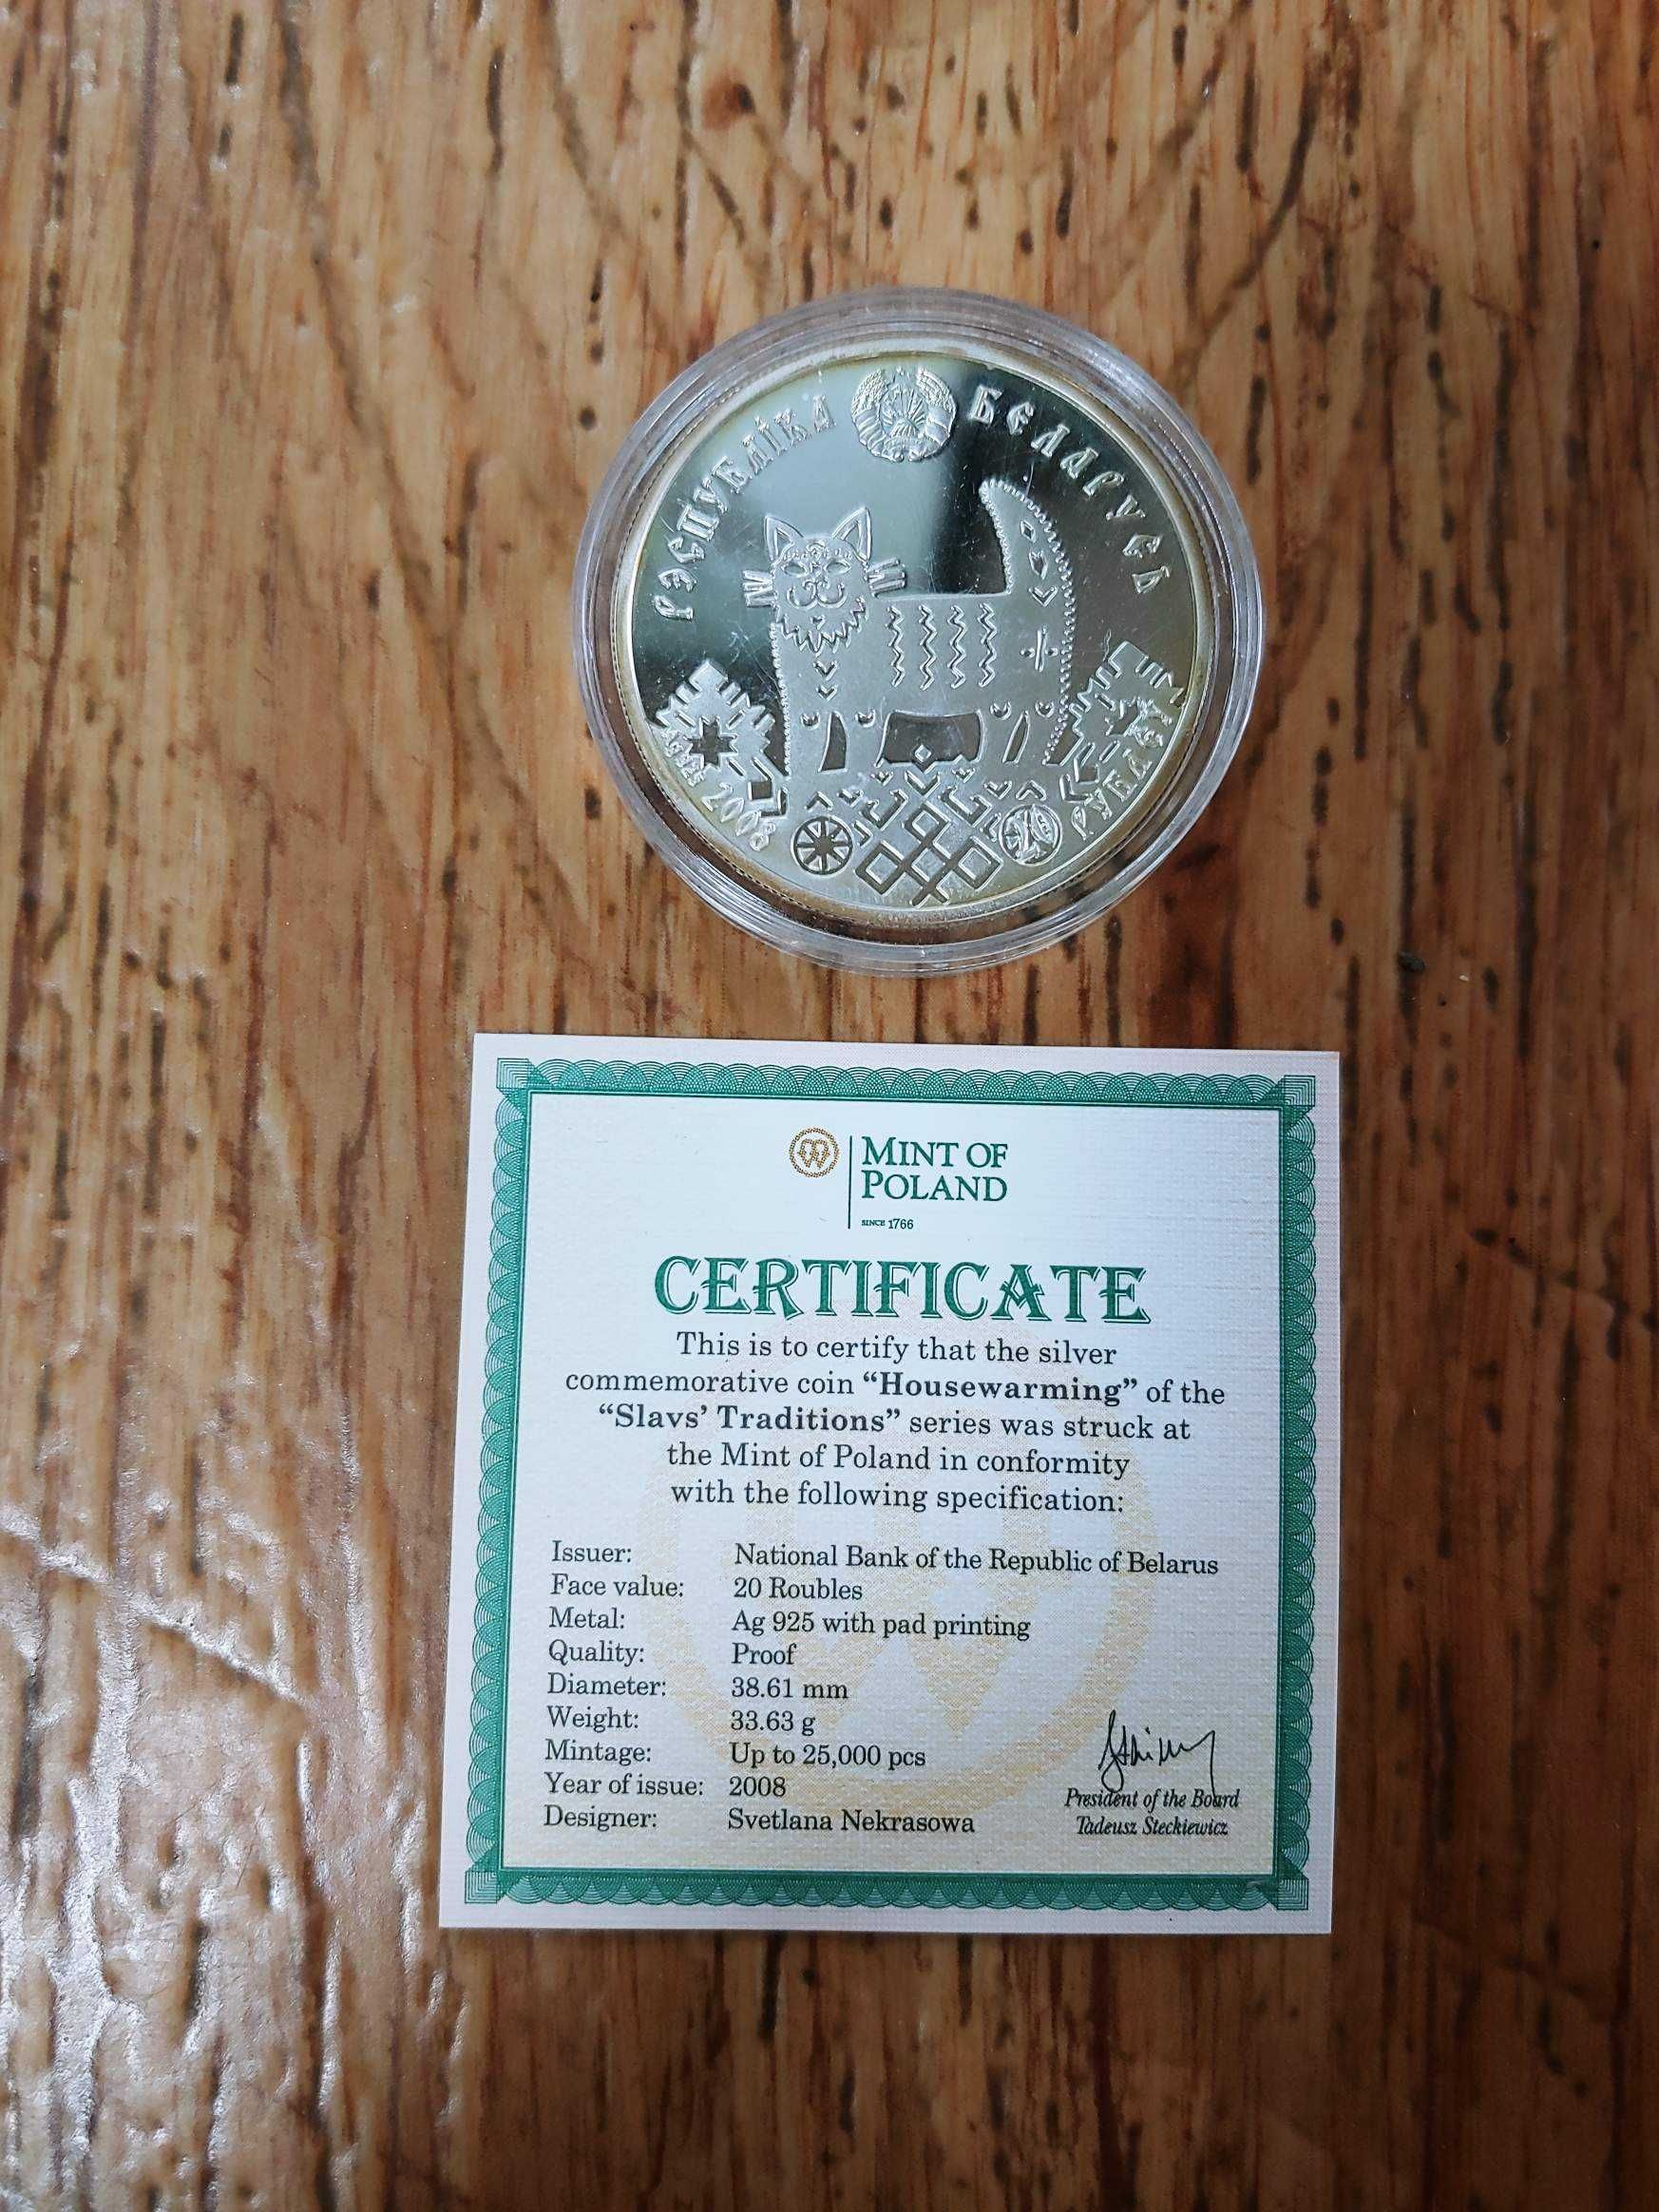 РЭСПУБЛІКА БЕЛАРУСЬ
2008
20
РУБЛЁЎ
MINT OF
POLAND
SINCE 1766
CERTIFICATE
This is to certify that the silver
commemorative coin “Housewarming” of the
“Slavs’ Traditions” series was struck at
the Mint of Poland in conformity
with the following specification:
Issuer: National Bank of the Republic of Belarus
Face value: 20 Roubles
Metal: Ag 925 with pad printing
Quality: Proof
Diameter: 38.61 mm
Weight: 33.63 g
Mintage: Up to 25,000 pcs
Year of issue: 2008
Designer: Svetlana Nekrasowa
President of the Board
Tadeusz Steckiewicz